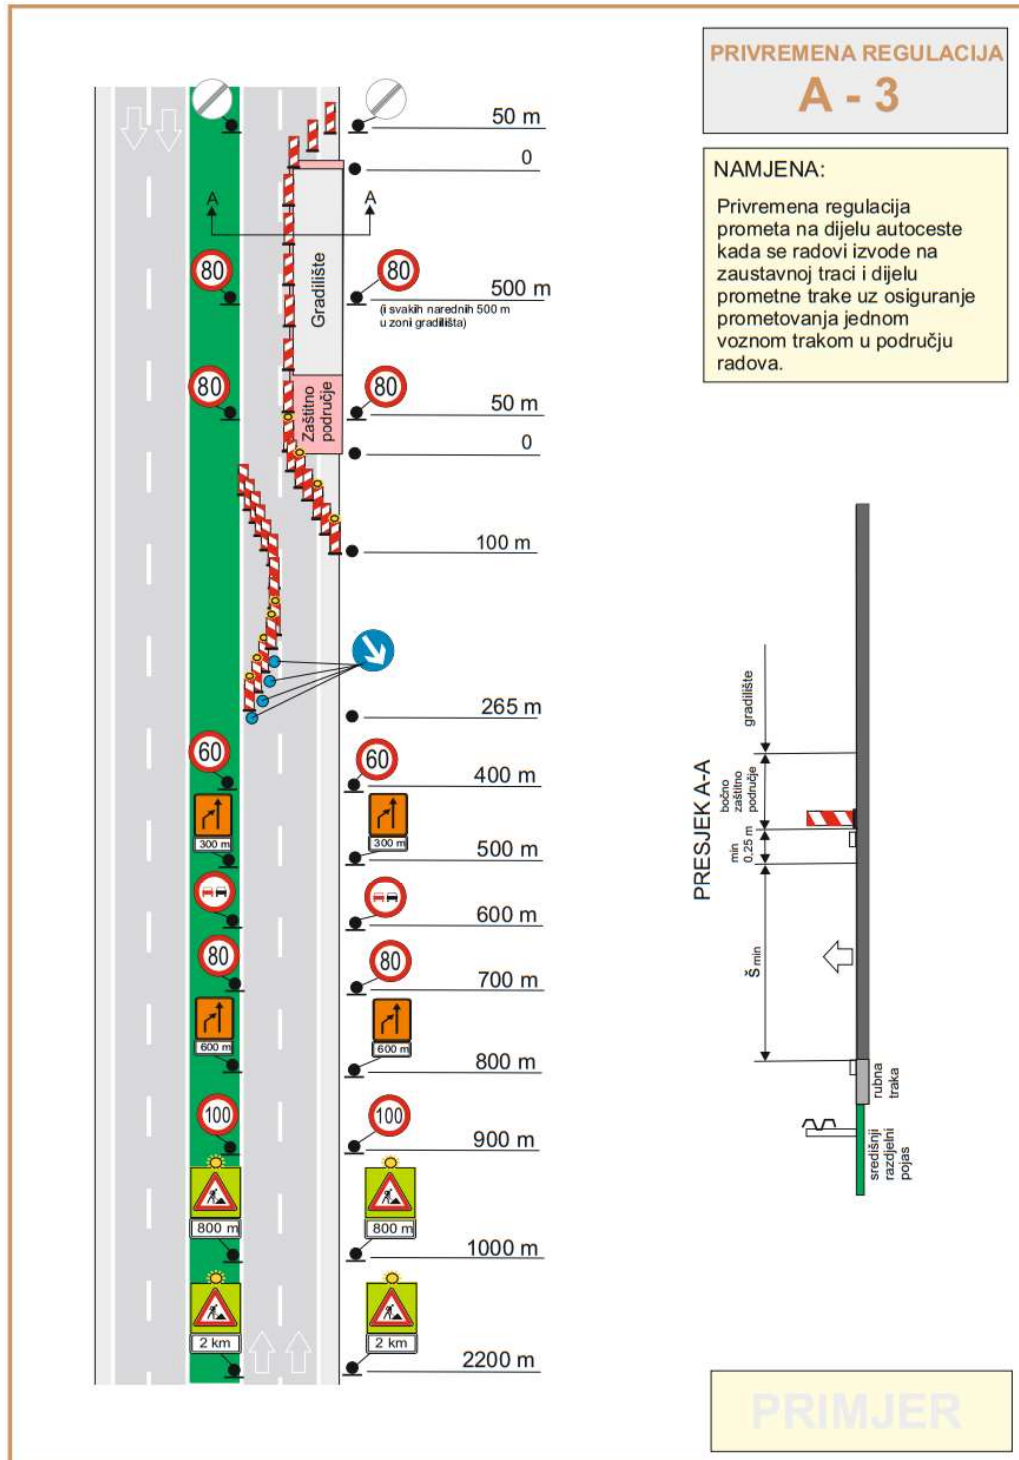 PRIVREMENA REGULACIJA
A - 3
NAMJENA:
Privremena regulacija
prometa na dijelu autoceste
kada se radovi izvode na
zaustavnoj traci i dijelu
prometne trake uz osiguranje
prometovanja jednom
voznom trakom u području
radova.
50 m
0
A
A
Gradilište
80
80
500 m
(i svakih narednih 500 m
u zoni gradilišta)
80
80
Zaštitno
područje
50 m
0
100 m
265 m
60
60
400 m
300 m
300 m
500 m
600 m
80
80
700 m
600 m
600 m
800 m
100
100
900 m
800 m
800 m
1000 m
2 km
2 km
2200 m
PRESJEK A-A
gradilište
bočno
zaštitno
područje
min
0.25 m
Š min
rubna
traka
središnji
razdjelni
pojas
PRIMJER